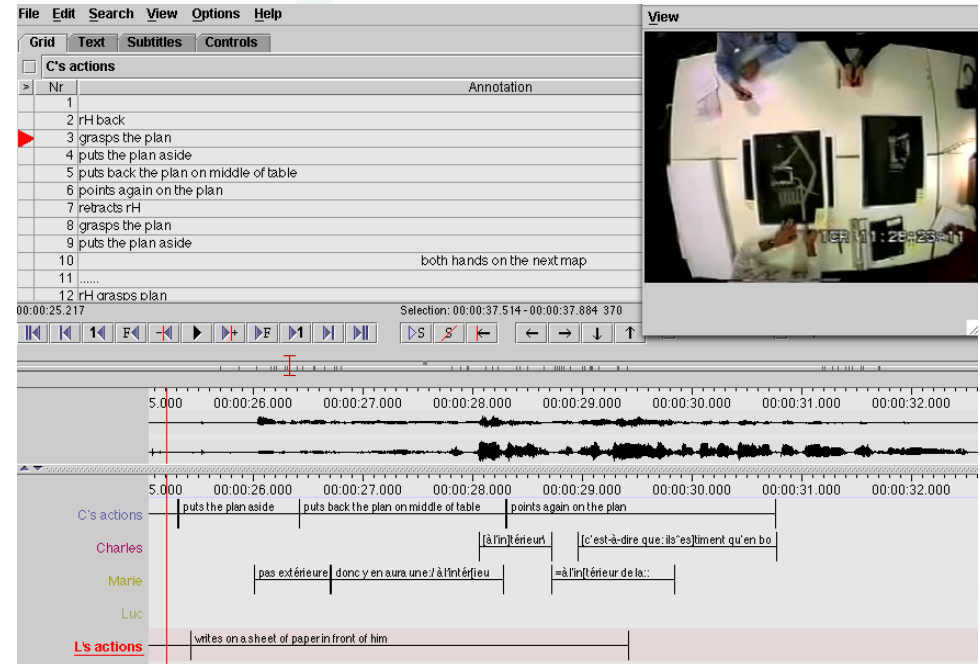 File Edit Search View Options Help
View
Grid Text Subtitles Controls
C's actions
> Nr Annotation
1
2 rH back
3 grasps the plan
4 puts the plan aside
5 puts back the plan on middle of table
6 points again on the plan
7 retracts rH
8 grasps the plan
9 puts the plan aside
10 both hands on the next map
11 ......
12 rH grasps plan
TCR 11:28:23:11
00:00:25.217 Selection: 00:00:37.514 - 00:00:37.884 370
1 F + F 1 S S
5.000 00:00:26.000 00:00:27.000 00:00:28.000 00:00:29.000 00:00:30.000 00:00:31.000 00:00:32.000
5.000 00:00:26.000 00:00:27.000 00:00:28.000 00:00:29.000 00:00:30.000 00:00:31.000 00:00:32.000
C's actions puts the plan aside puts back the plan on middle of table points again on the plan
Charles [à l'in]térieur\ [c'est-à-dire que: ils^es]timent qu'en bo
Marie pas extérieure donc y en aura une:/ à l'intér[ieu =à l'in[térieur de la::
Luc
L's actions writes on a sheet of paper in front of him